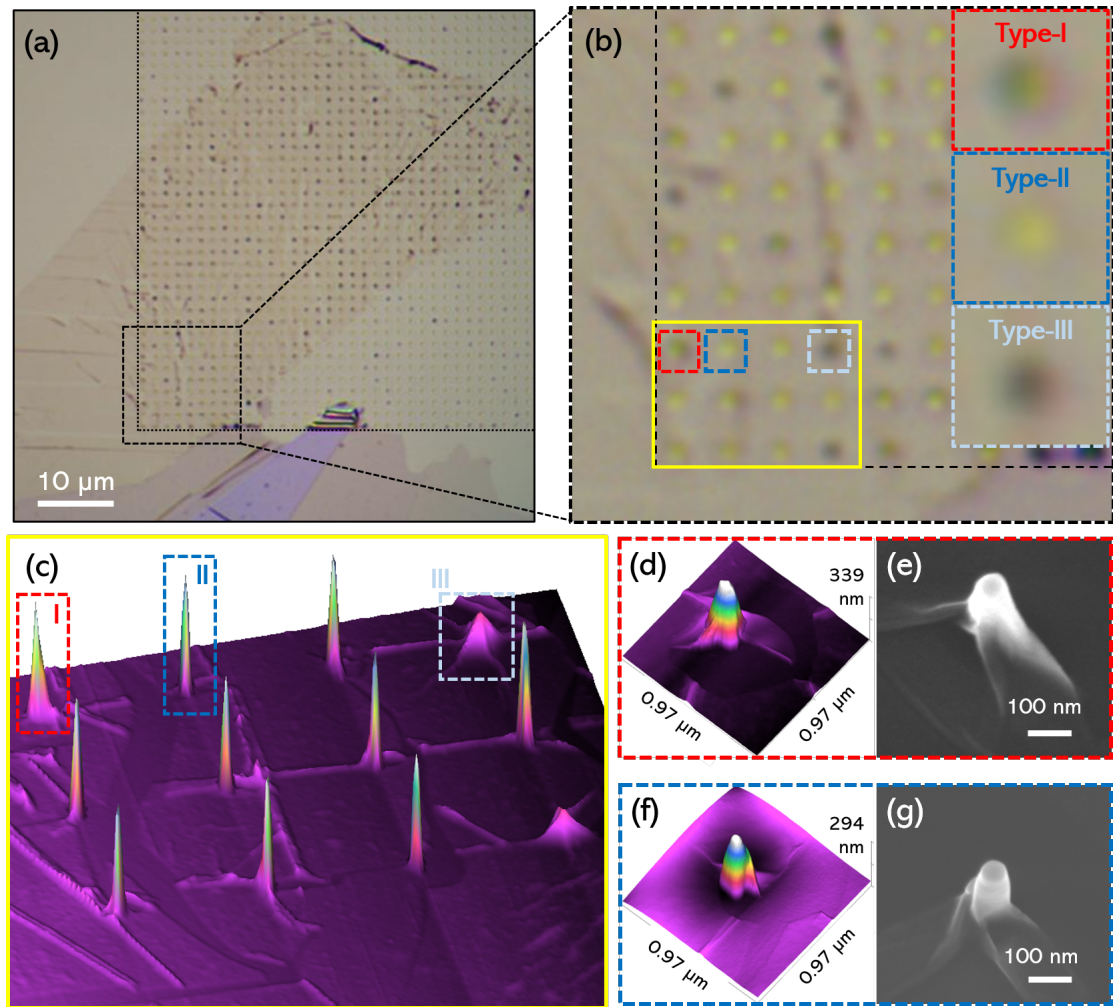 (a)
10 µm
(b)
Type-I
Type-II
Type-III
(c)
I
II
III
(d)
339
nm
0.97 µm
0.97 µm
(e)
100 nm
(f)
294
nm
0.97 µm
0.97 µm
(g)
100 nm